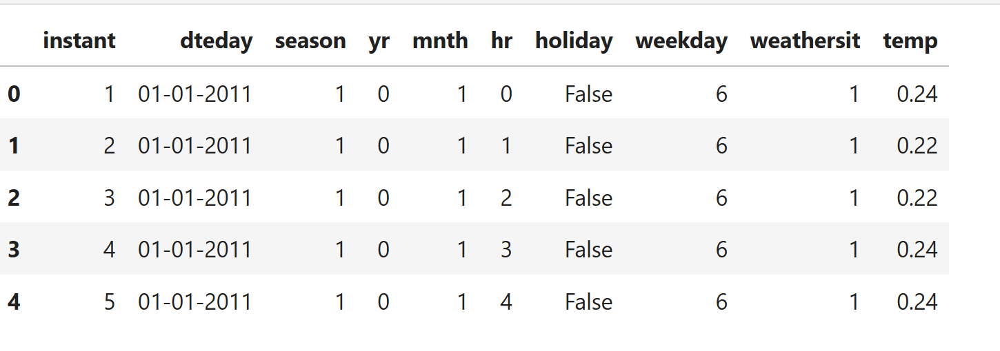 instant dteday season yr mnth hr holiday weekday weathersit temp
0 1 01-01-2011 1 0 1 0 False 6 1 0.24
1 2 01-01-2011 1 0 1 1 False 6 1 0.22
2 3 01-01-2011 1 0 1 2 False 6 1 0.22
3 4 01-01-2011 1 0 1 3 False 6 1 0.24
4 5 01-01-2011 1 0 1 4 False 6 1 0.24